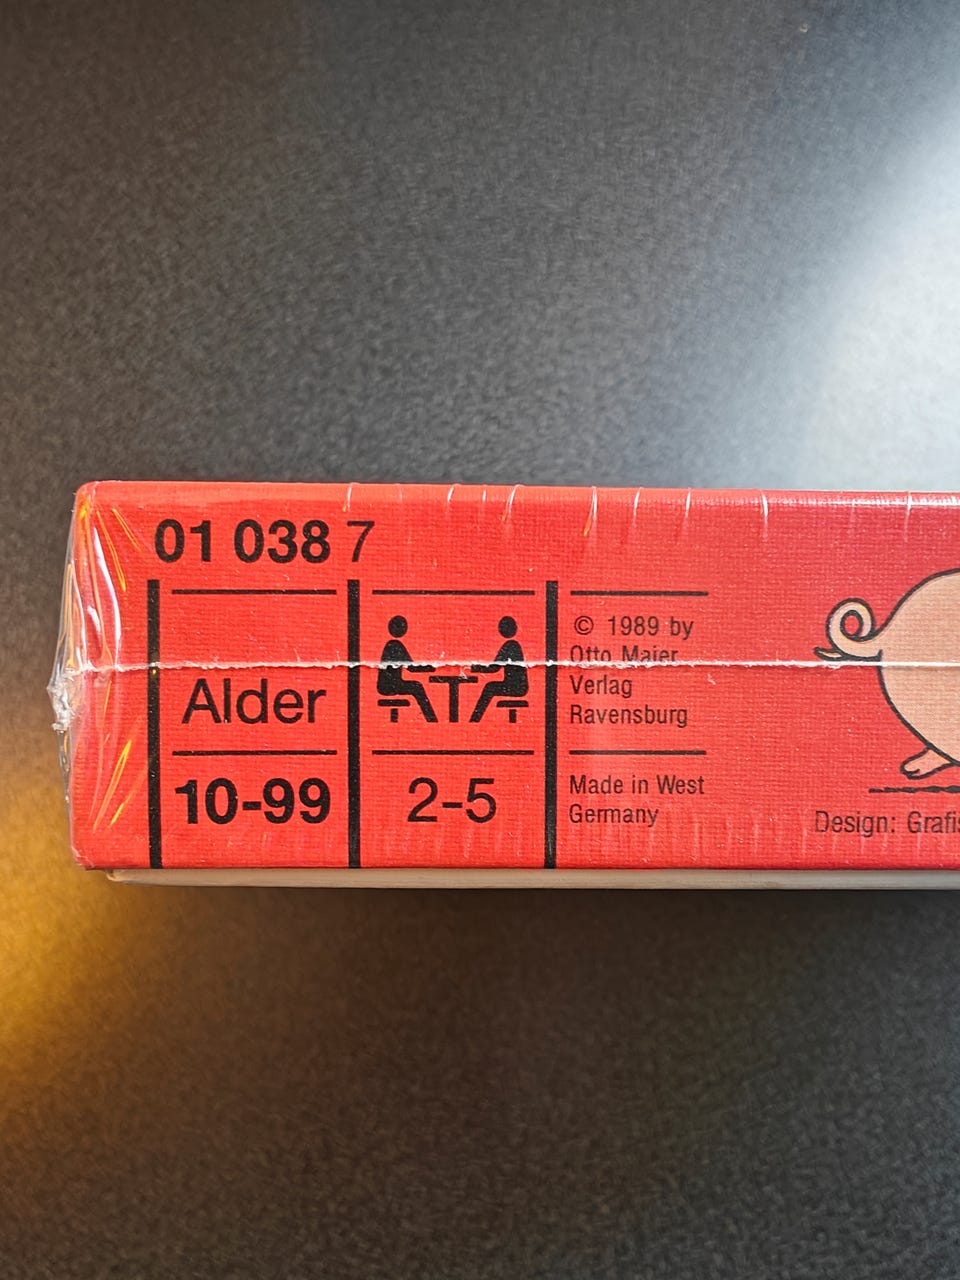 01 038 7
Alder
10-99
2-5
© 1989 by
Otto Maier
Verlag
Ravensburg
Made in West
Germany
Design: Grafis